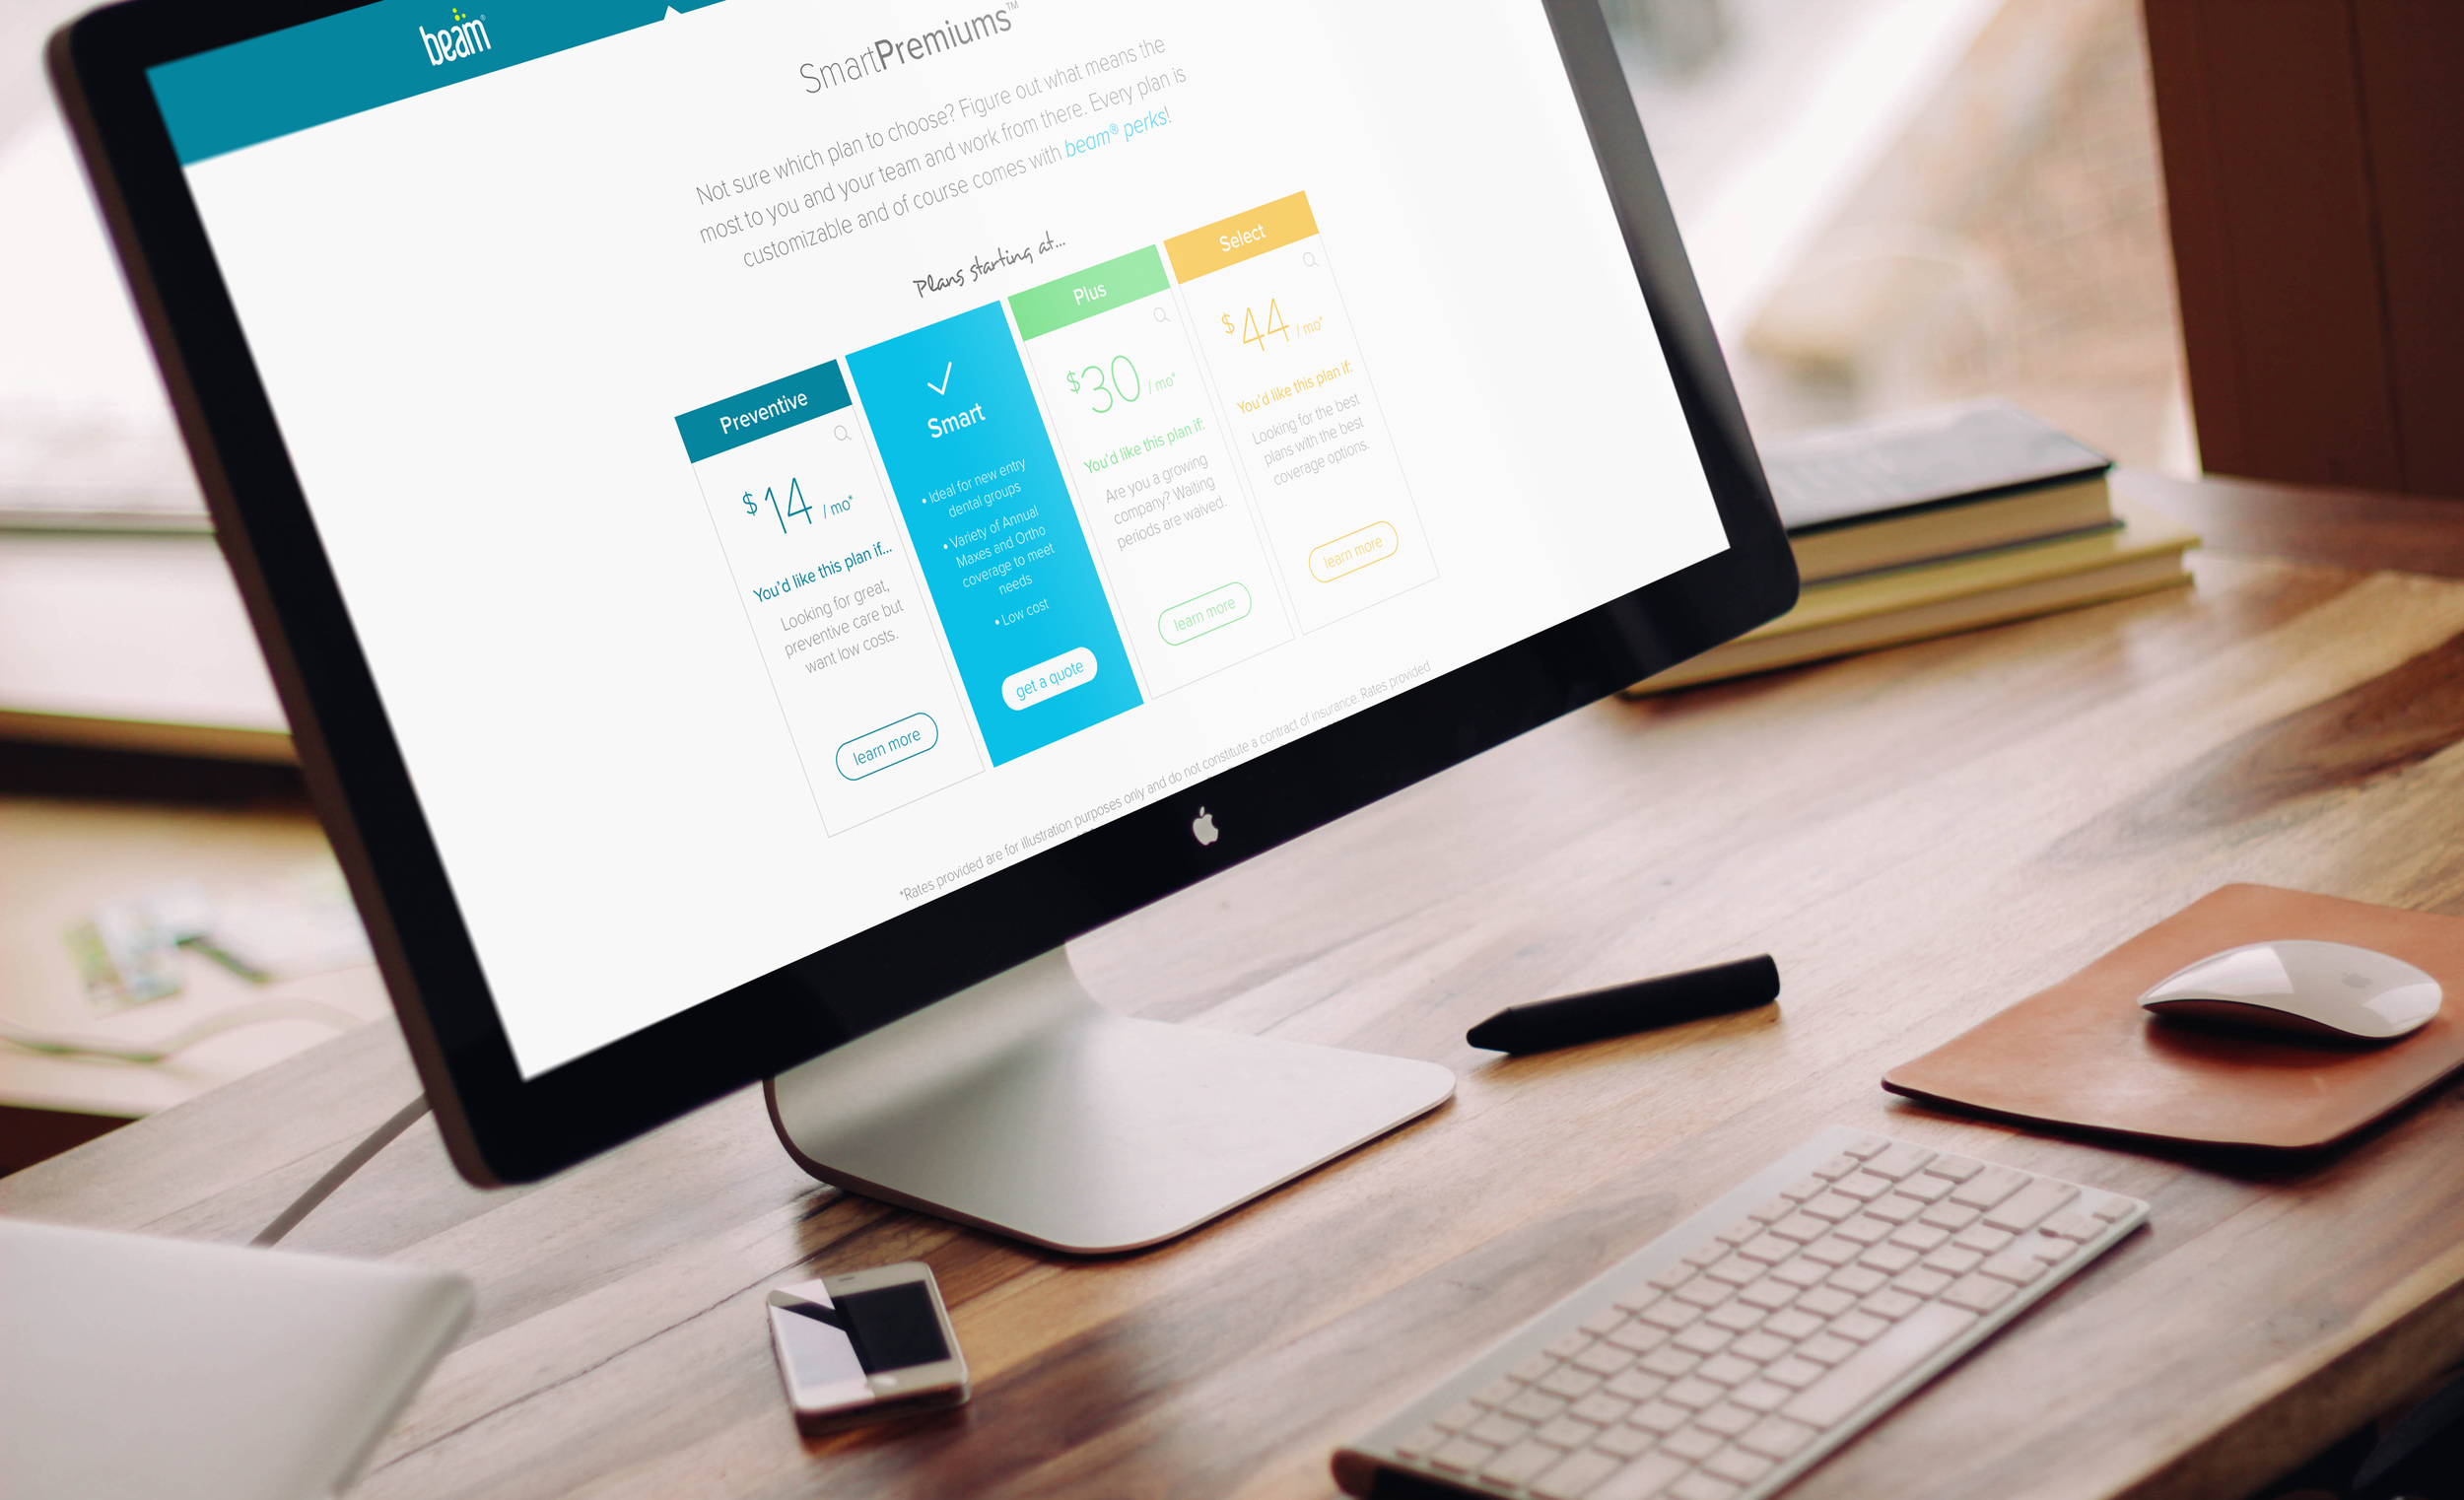 beam®
SmartPremiums™
Not sure which plan to choose? Figure out what means the
most to you and your team and work from there. Every plan is
customizable and of course comes with beam® perks!
Plans starting at...
Preventive
$14 / mo*
You'd like this plan if...
Looking for great,
preventive care but
want low costs.
learn more
Smart
• Ideal for new entry
dental groups
• Variety of Annual
Maxes and Ortho
coverage to meet
needs
• Low cost
get a quote
Plus
$30 / mo*
You'd like this plan if:
Are you a growing
company? Waiting
periods are waived.
learn more
Select
$44 / mo*
You'd like this plan if:
Looking for the best
plans with the best
coverage options.
learn more
*Rates provided are for illustration purposes only and do not constitute a contract of insurance. Rates provided